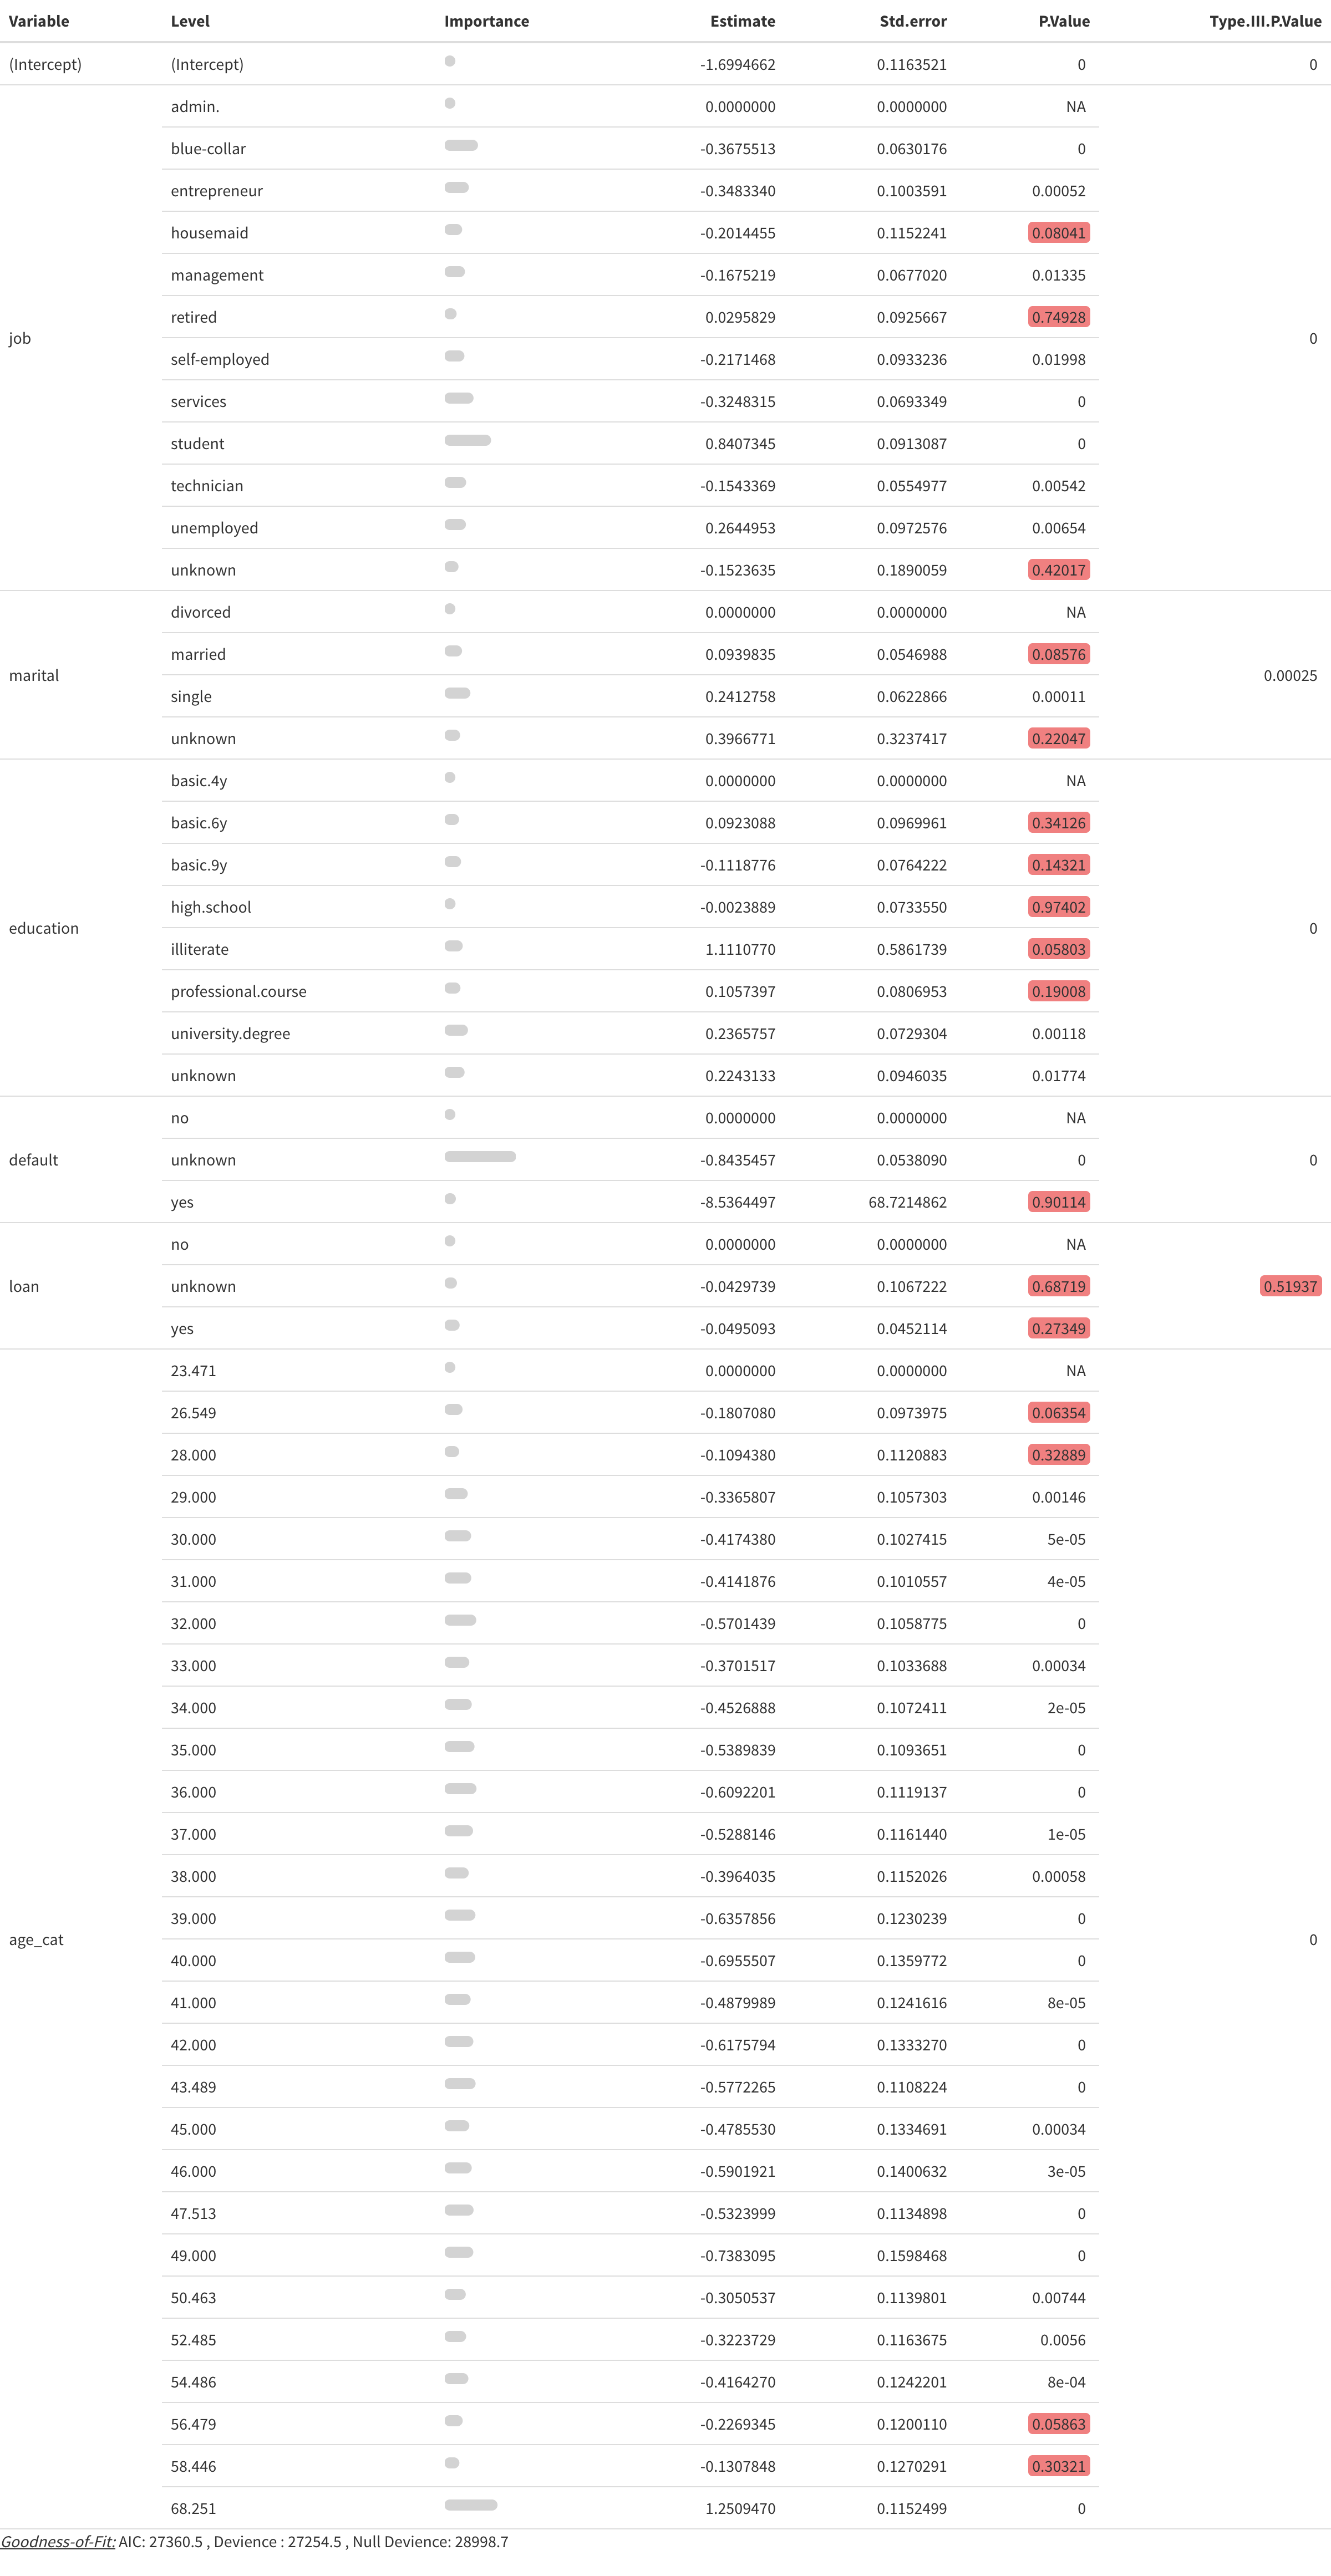 Variable Level Importance Estimate Std.error P.Value Type.III.P.Value
(Intercept) (Intercept) -1.6994662 0.1163521 0 0
admin. 0.0000000 0.0000000 NA
blue-collar -0.3675513 0.0630176 0
entrepreneur -0.3483340 0.1003591 0.00052
housemaid -0.2014455 0.1152241 0.08041
management -0.1675219 0.0677020 0.01335
retired 0.0295829 0.0925667 0.74928
job 0
self-employed -0.2171468 0.0933236 0.01998
services -0.3248315 0.0693349 0
student 0.8407345 0.0913087 0
technician -0.1543369 0.0554977 0.00542
unemployed 0.2644953 0.0972576 0.00654
unknown -0.1523635 0.1890059 0.42017
divorced 0.0000000 0.0000000 NA
married 0.0939835 0.0546988 0.08576
marital 0.00025
single 0.2412758 0.0622866 0.00011
unknown 0.3966771 0.3237417 0.22047
basic.4y 0.0000000 0.0000000 NA
basic.6y 0.0923088 0.0969961 0.34126
basic.9y -0.1118776 0.0764222 0.14321
high.school -0.0023889 0.0733550 0.97402
education 0
illiterate 1.1110770 0.5861739 0.05803
professional.course 0.1057397 0.0806953 0.19008
university.degree 0.2365757 0.0729304 0.00118
unknown 0.2243133 0.0946035 0.01774
no 0.0000000 0.0000000 NA
default unknown -0.8435457 0.0538090 0 0
yes -8.5364497 68.7214862 0.90114
no 0.0000000 0.0000000 NA
loan unknown -0.0429739 0.1067222 0.68719 0.51937
yes -0.0495093 0.0452114 0.27349
23.471 0.0000000 0.0000000 NA
26.549 -0.1807080 0.0973975 0.06354
28.000 -0.1094380 0.1120883 0.32889
29.000 -0.3365807 0.1057303 0.00146
30.000 -0.4174380 0.1027415 5e-05
31.000 -0.4141876 0.1010557 4e-05
32.000 -0.5701439 0.1058775 0
33.000 -0.3701517 0.1033688 0.00034
34.000 -0.4526888 0.1072411 2e-05
35.000 -0.5389839 0.1093651 0
36.000 -0.6092201 0.1119137 0
37.000 -0.5288146 0.1161440 1e-05
38.000 -0.3964035 0.1152026 0.00058
39.000 -0.6357856 0.1230239 0
age_cat 0
40.000 -0.6955507 0.1359772 0
41.000 -0.4879989 0.1241616 8e-05
42.000 -0.6175794 0.1333270 0
43.489 -0.5772265 0.1108224 0
45.000 -0.4785530 0.1334691 0.00034
46.000 -0.5901921 0.1400632 3e-05
47.513 -0.5323999 0.1134898 0
49.000 -0.7383095 0.1598468 0
50.463 -0.3050537 0.1139801 0.00744
52.485 -0.3223729 0.1163675 0.0056
54.486 -0.4164270 0.1242201 8e-04
56.479 -0.2269345 0.1200110 0.05863
58.446 -0.1307848 0.1270291 0.30321
68.251 1.2509470 0.1152499 0
Goodness-of-Fit: AIC: 27360.5 , Devience : 27254.5 , Null Devience: 28998.7